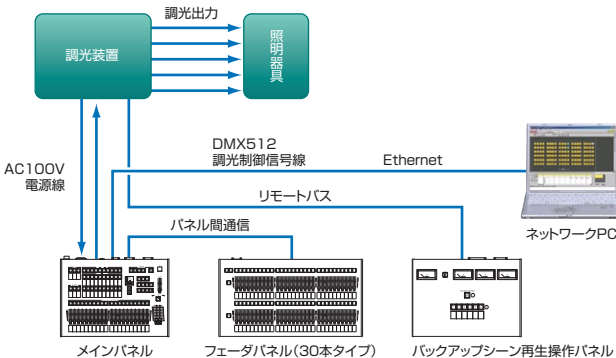 調光出力
調光装置
照明器具
DMX512
調光制御信号線
Ethernet
AC100V
電源線
リモートバス
パネル間通信
ネットワークPC
メインパネル
フェーダパネル(30本タイプ)
バックアップシーン再生操作パネル